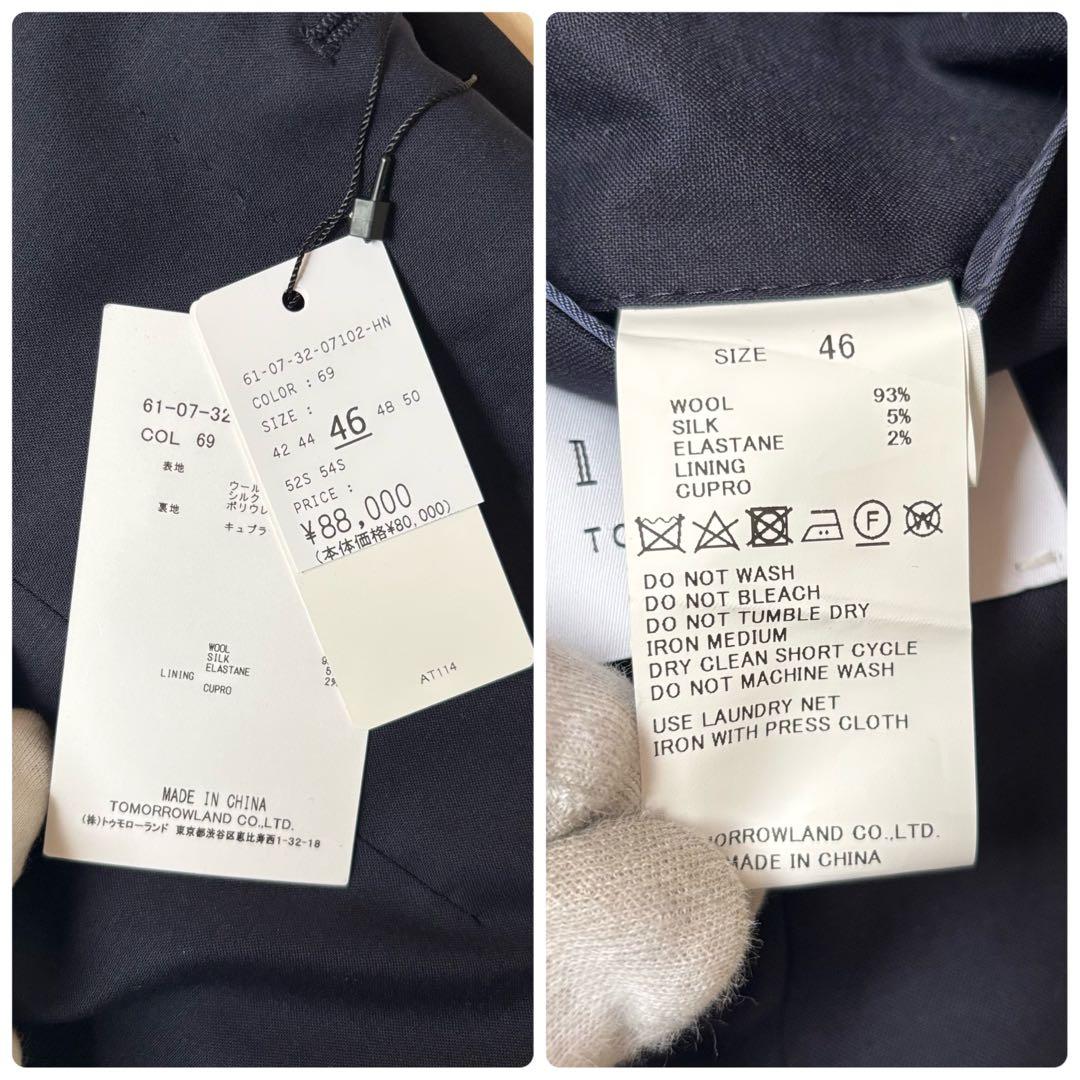 61-07-32
COL 69
表地
ウール
シルク
ポリウレ
裏地
キュプラ
WOOL
SILK 5
ELASTANE 2%
LINING
CUPRO
MADE IN CHINA
TOMORROWLAND CO.,LTD.
(株)トゥモローランド 東京都渋谷区恵比寿西1-32-18
61-07-32-07102-HN
COLOR : 69
SIZE :
42 44 46 48 50
52S 54S
PRICE :
¥88,000
(本体価格¥80,000)
AT114
SIZE 46
WOOL 93%
SILK 5%
ELASTANE 2%
LINING
CUPRO
F W
DO NOT WASH
DO NOT BLEACH
DO NOT TUMBLE DRY
IRON MEDIUM
DRY CLEAN SHORT CYCLE
DO NOT MACHINE WASH
USE LAUNDRY NET
IRON WITH PRESS CLOTH
MORROWLAND CO.,LTD.
MADE IN CHINA
TO